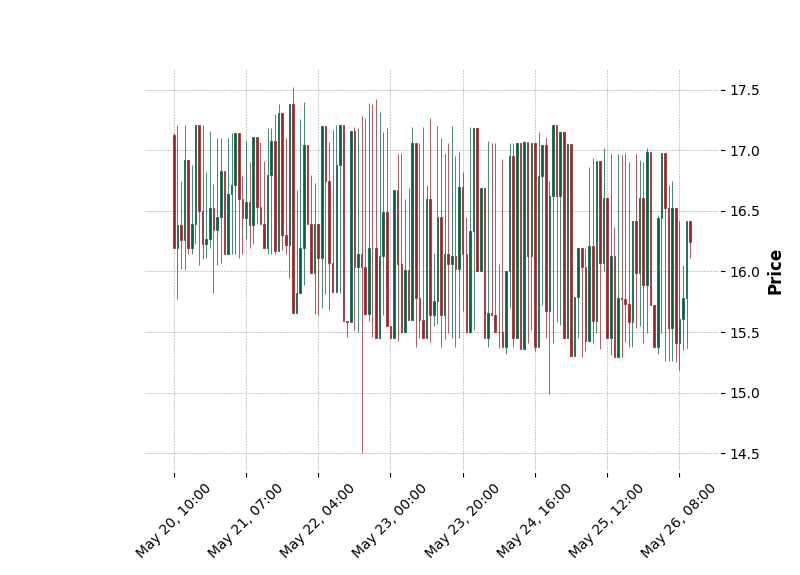 17.5
17.0
16.5
16.0
15.5
15.0
14.5
Price
May 20, 10:00
May 21, 07:00
May 22, 04:00
May 23, 00:00
May 23, 20:00
May 24, 16:00
May 25, 12:00
May 26, 08:00